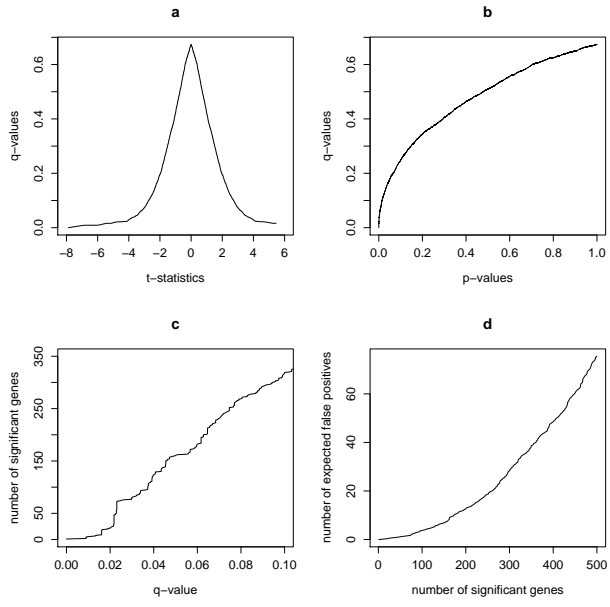 a
q−values
0.0 0.2 0.4 0.6
−8 −6 −4 −2 0 2 4 6
t−statistics
b
q−values
0.0 0.2 0.4 0.6
0.0 0.2 0.4 0.6 0.8 1.0
p−values
c
number of significant genes
0 50 150 250 350
0.00 0.02 0.04 0.06 0.08 0.10
q−value
d
number of expected false positives
0 20 40 60
0 100 200 300 400 500
number of significant genes